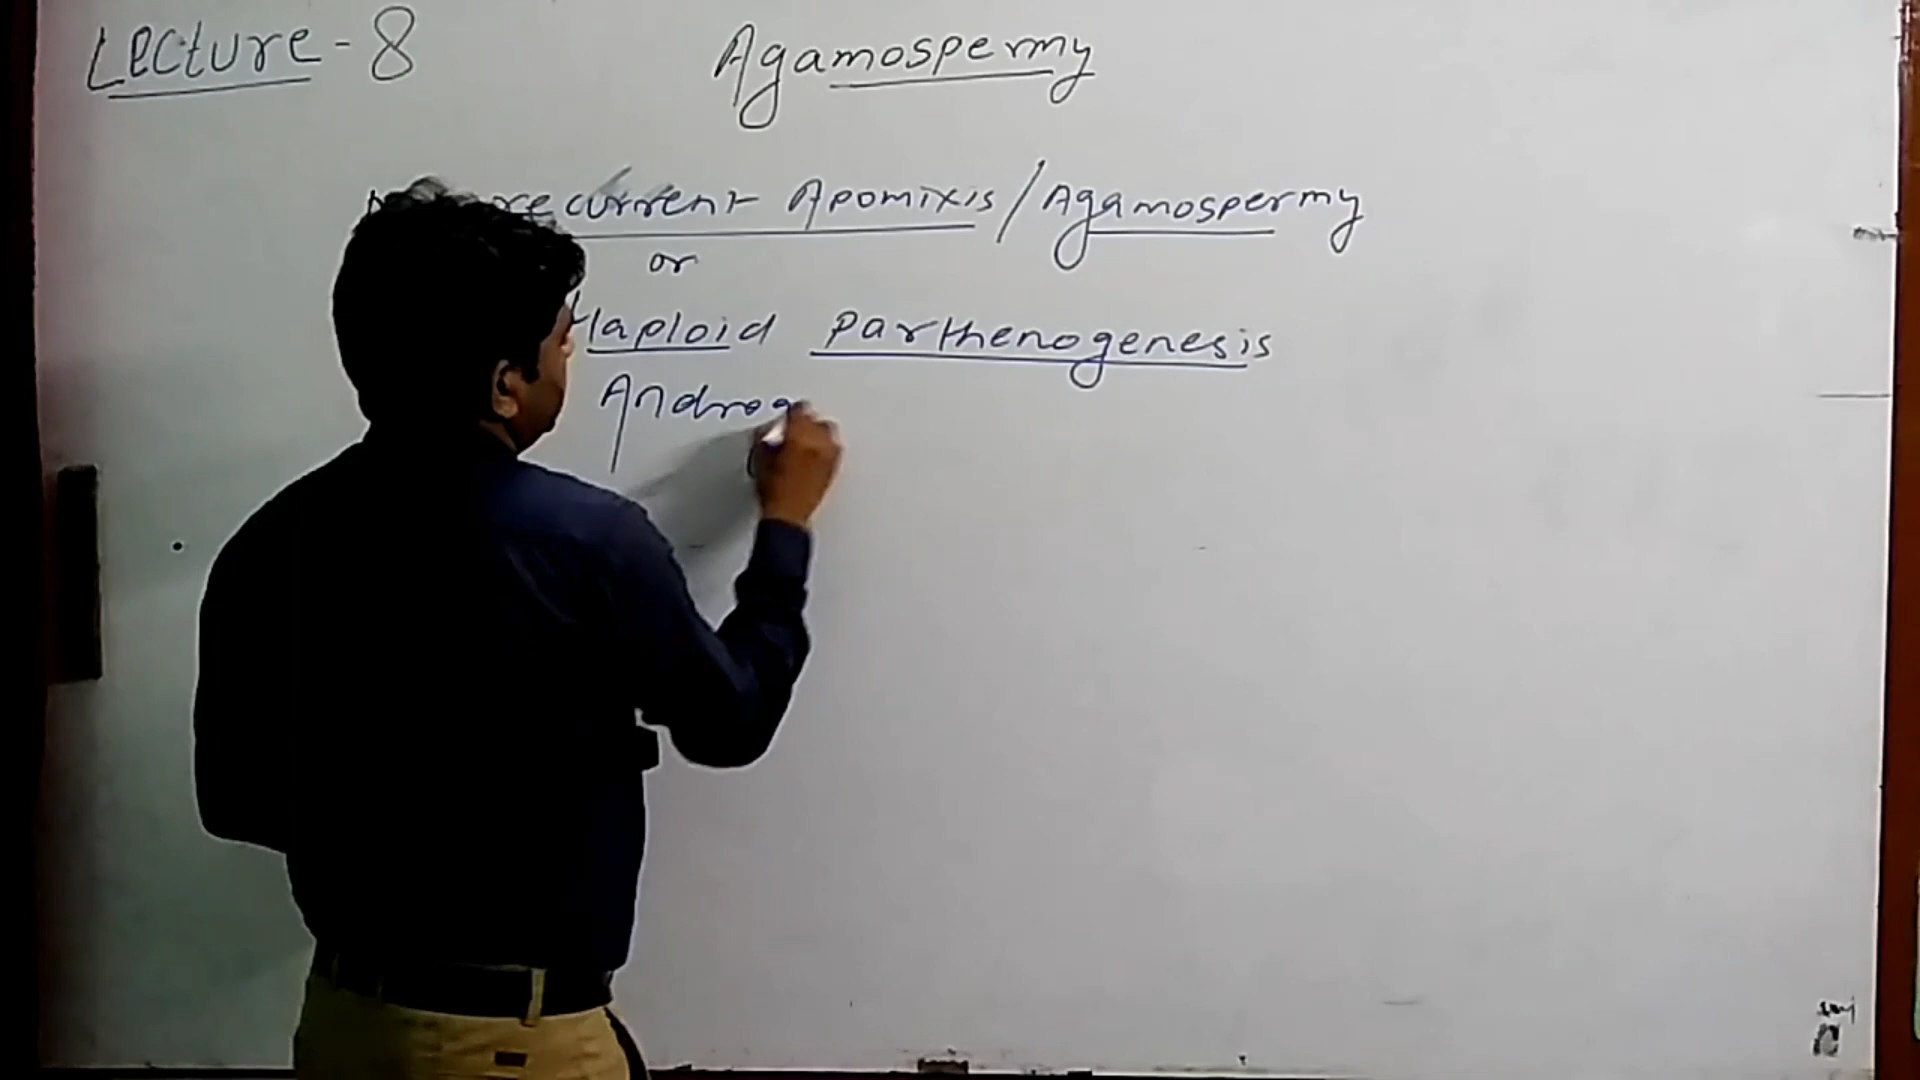 Lecture - 8
Agamospermy
recurrent Apomixis / Agamospermy
or
Haploid Parthenogenesis
Androg